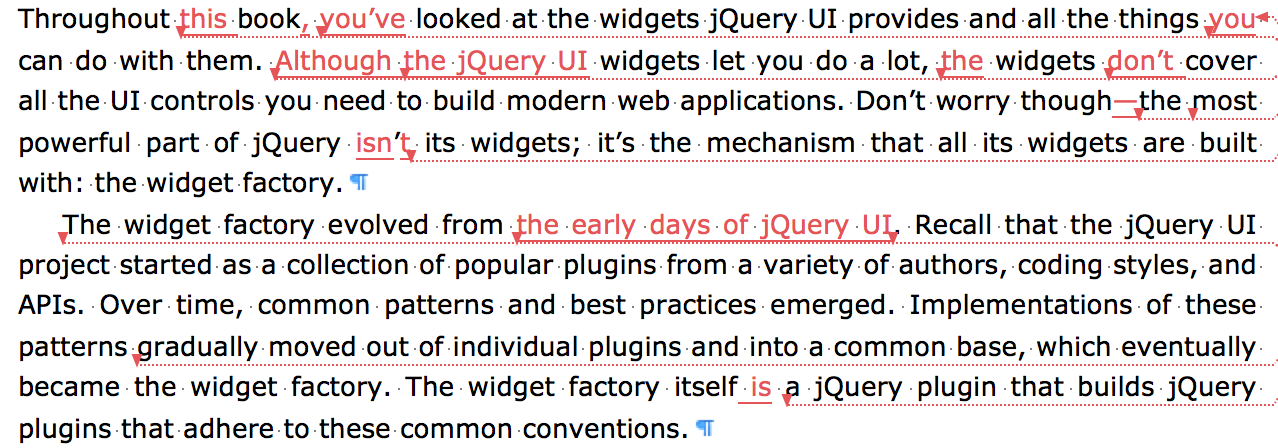 Throughout this book, you’ve looked at the widgets jQuery UI provides and all the things you
can do with them. Although the jQuery UI widgets let you do a lot, the widgets don’t cover
all the UI controls you need to build modern web applications. Don’t worry though—the most
powerful part of jQuery isn’t its widgets; it’s the mechanism that all its widgets are built
with: the widget factory. ¶
The widget factory evolved from the early days of jQuery UI. Recall that the jQuery UI
project started as a collection of popular plugins from a variety of authors, coding styles, and
APIs. Over time, common patterns and best practices emerged. Implementations of these
patterns gradually moved out of individual plugins and into a common base, which eventually
became the widget factory. The widget factory itself is a jQuery plugin that builds jQuery
plugins that adhere to these common conventions. ¶